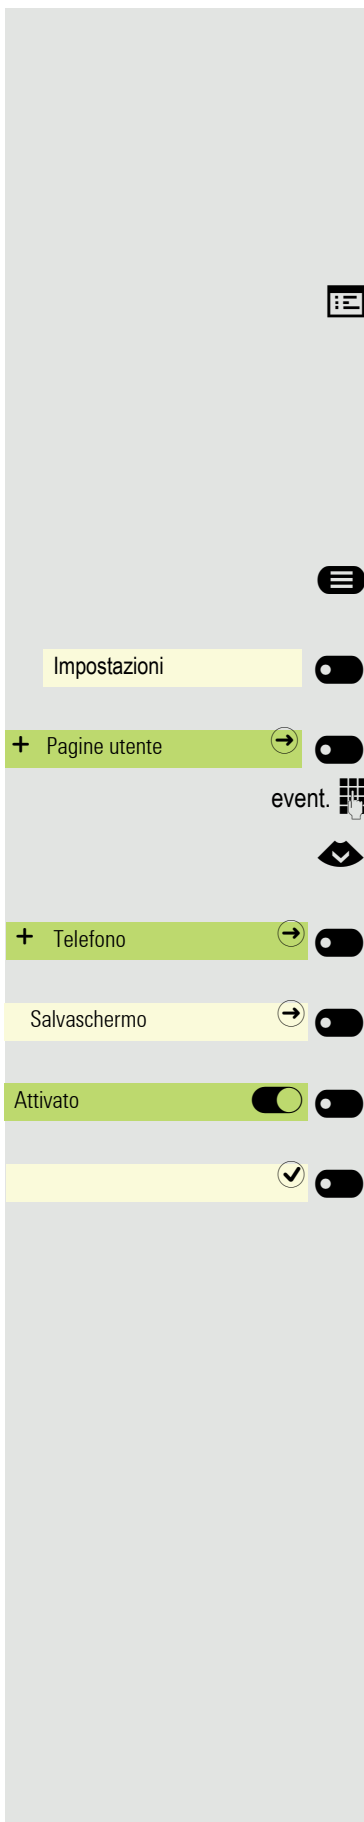 Impostazioni
+ Pagine utente
event.
+ Telefono
Salvaschermo
Attivato